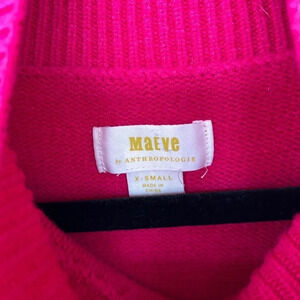 Maeve
by ANTHROPOLOGIE
X-SMALL
MADE IN
CHINA